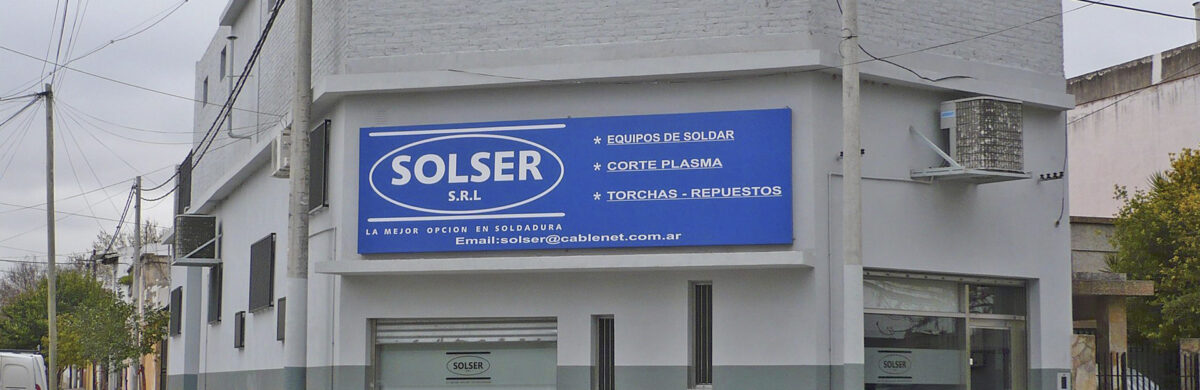 SOLSER
S.R.L
LA MEJOR OPCION EN SOLDADURA
* EQUIPOS DE SOLDAR
* CORTE PLASMA
* TORCHAS - REPUESTOS
Email:solser@cablenet.com.ar
SOLSER
SOLSER